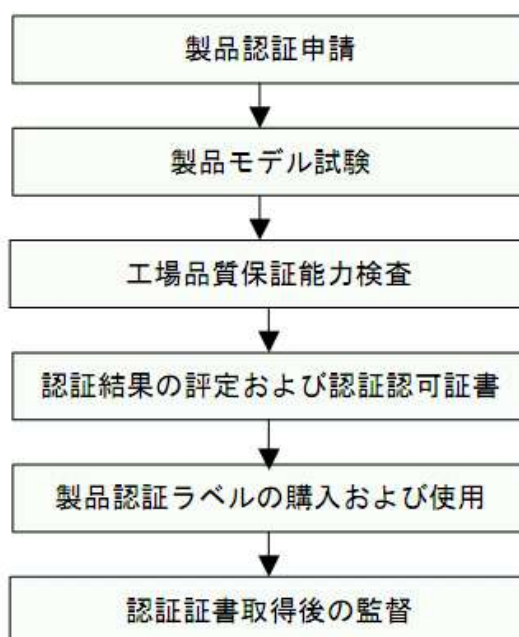 製品認証申請
製品モデル試験
工場品質保証能力検査
認証結果の評定および認証認可証書
製品認証ラベルの購入および使用
認証証書取得後の監督